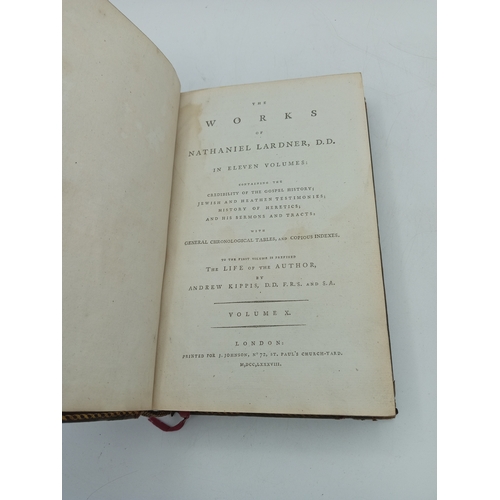 THE
WORKS
OF
NATHANIEL LARDNER, D.D.
IN ELEVEN VOLUMES:
CONTAINING THE
CREDIBILITY OF THE GOSPEL HISTORY;
JEWISH AND HEATHEN TESTIMONIES;
HISTORY OF HERETICS;
AND HIS SERMONS AND TRACTS.
WITH
GENERAL CHRONOLOGICAL TABLES, AND COPIOUS INDEXES.
TO THE FIRST VOLUME IS PREFIXED
THE LIFE OF THE AUTHOR,
BY
ANDREW KIPPIS, D.D. F.R.S. AND S.A.
VOLUME X.
LONDON:
PRINTED FOR J. JOHNSON, N° 72, ST. PAUL'S CHURCH-YARD.
M,DCC,LXXXVIII.